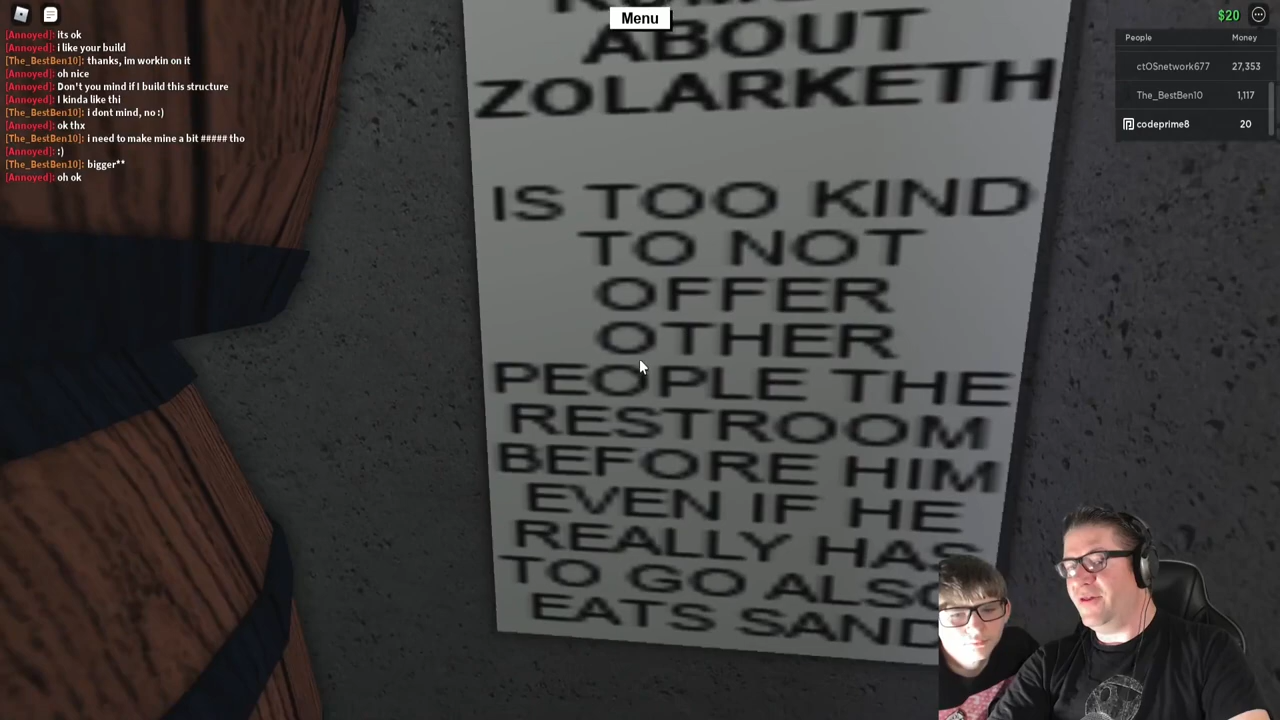 [Annoyed]: its ok
[Annoyed]: i like your build
[The_BestBen10]: thanks, im workin on it
[Annoyed]: oh nice
[Annoyed]: Don't you mind if I build this structure
[Annoyed]: I kinda like thi
[The_BestBen10]: i dont mind, no :)
[Annoyed]: ok thx
[The_BestBen10]: i need to make mine a bit ##### tho
[Annoyed]: ;)
[The_BestBen10]: bigger**
[Annoyed]: oh ok
Menu
ABOUT
ZOLARKETH
IS TOO KIND
TO NOT
OFFER
OTHER
PEOPLE THE
RESTROOM
BEFORE HIM
EVEN IF HE
REALLY HAS
TO GO ALSO
EATS SAND
$20
People Money
ctOSnetwork677 27,353
The_BestBen10 1,117
codeprime8 20